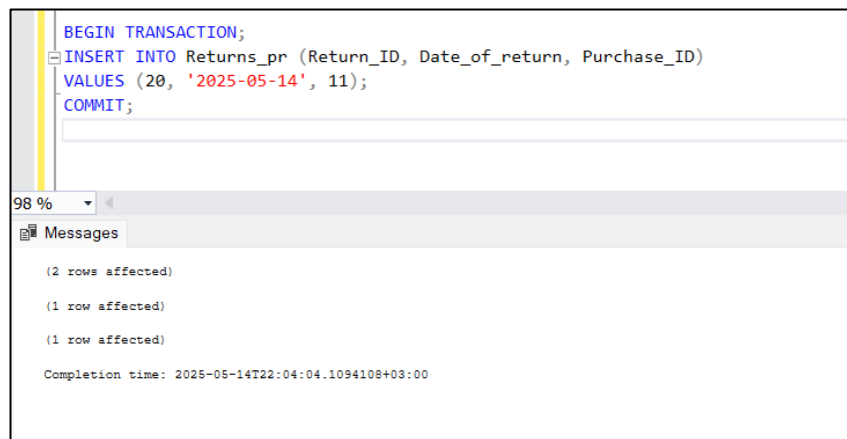 BEGIN TRANSACTION;
INSERT INTO Returns_pr (Return_ID, Date_of_return, Purchase_ID)
VALUES (20, '2025-05-14', 11);
COMMIT;
98 %
Messages
(2 rows affected)
(1 row affected)
(1 row affected)
Completion time: 2025-05-14T22:04:04.1094108+03:00